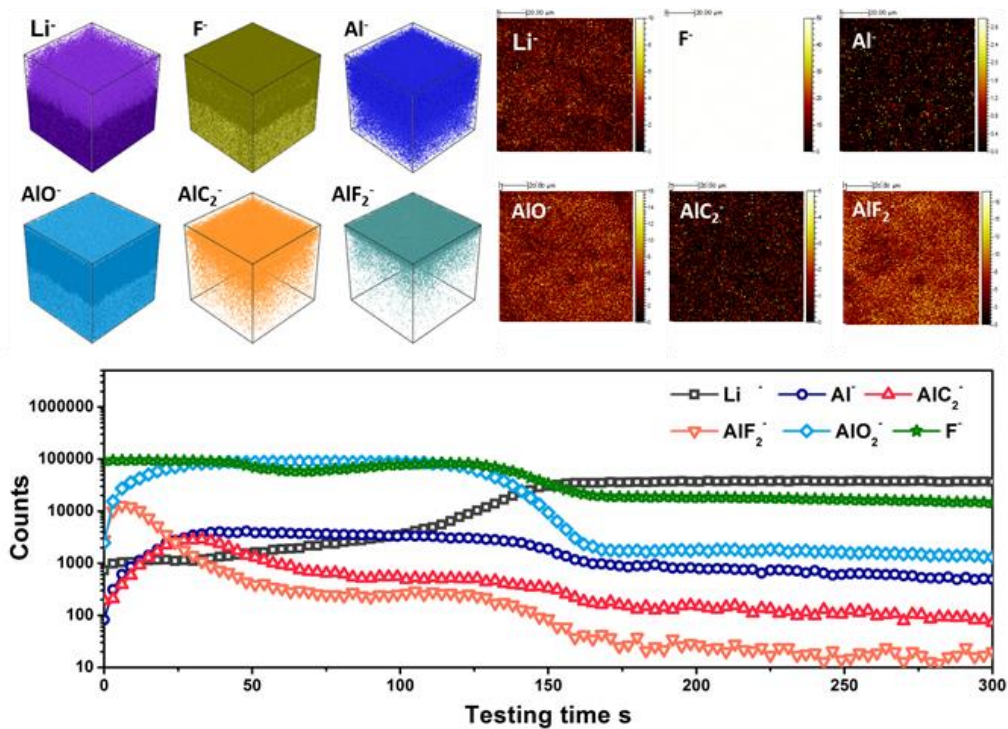 Li⁻ F⁻ Al⁻
AlO⁻ AlC₂⁻ AlF₂⁻
20.00 μm 20.00 μm 20.00 μm
Li⁻ F⁻ Al⁻
20.00 μm 20.00 μm 20.00 μm
AlO⁻ AlC₂⁻ AlF₂⁻
Counts
1000000
100000
10000
1000
100
10
Li ⁻ Al⁻ AlC₂⁻
AlF₂⁻ AlO₂⁻ F⁻
0 50 100 150 200 250 300
Testing time s